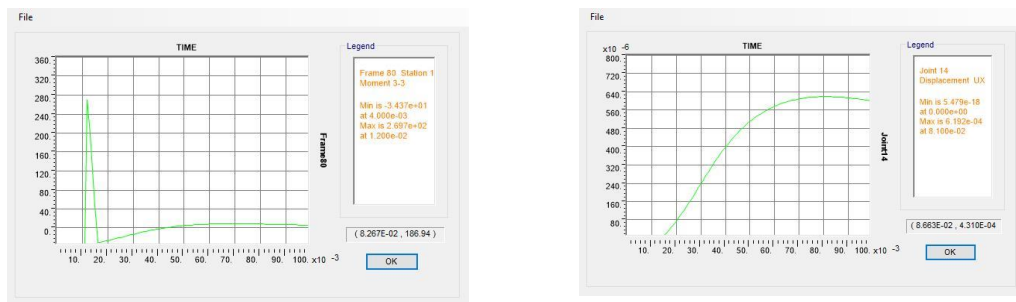 File
TIME
Legend
360.
320.
280.
240.
200.
160.
120.
80.
40.
0.
Frame80
Frame 80 Station 1
Moment 3-3
Min is -3.437e+01
at 4.000e-03
Max is 2.697e+02
at 1.200e-02
( 8.267E-02 , 186.94 )
10. 20. 30. 40. 50. 60. 70. 80. 90. 100. x10 -3
OK
File
x10 -6
TIME
Legend
800.
720.
640.
560.
480.
400.
320.
240.
160.
80.
Joint14
Joint 14
Displacement UX
Min is 5.479e-18
at 0.000e+00
Max is 6.192e-04
at 8.100e-02
( 8.663E-02 , 4.310E-04
10. 20. 30. 40. 50. 60. 70. 80. 90. 100. x10 -3
OK